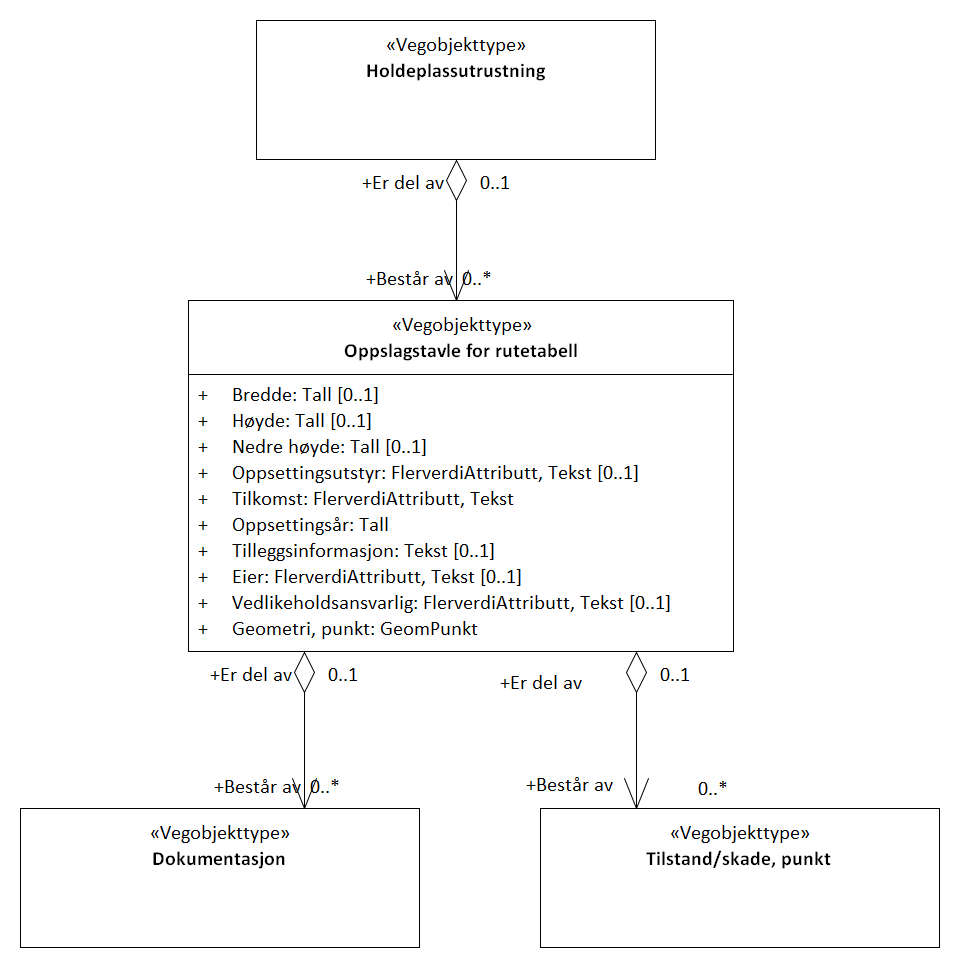 «Vegobjekttype»
Holdeplassutrustning
+Er del av 0..1
+Består av 0..*
«Vegobjekttype»
Oppslagstavle for rutetabell
+ Bredde: Tall [0..1]
+ Høyde: Tall [0..1]
+ Nedre høyde: Tall [0..1]
+ Oppsettingsutstyr: FlerverdiAttributt, Tekst [0..1]
+ Tilkomst: FlerverdiAttributt, Tekst
+ Oppsettingsår: Tall
+ Tilleggsinformasjon: Tekst [0..1]
+ Eier: FlerverdiAttributt, Tekst [0..1]
+ Vedlikeholdsansvarlig: FlerverdiAttributt, Tekst [0..1]
+ Geometri, punkt: GeomPunkt
+Er del av 0..1
+Er del av 0..1
+Består av 0..*
+Består av 0..*
«Vegobjekttype»
Dokumentasjon
«Vegobjekttype»
Tilstand/skade, punkt